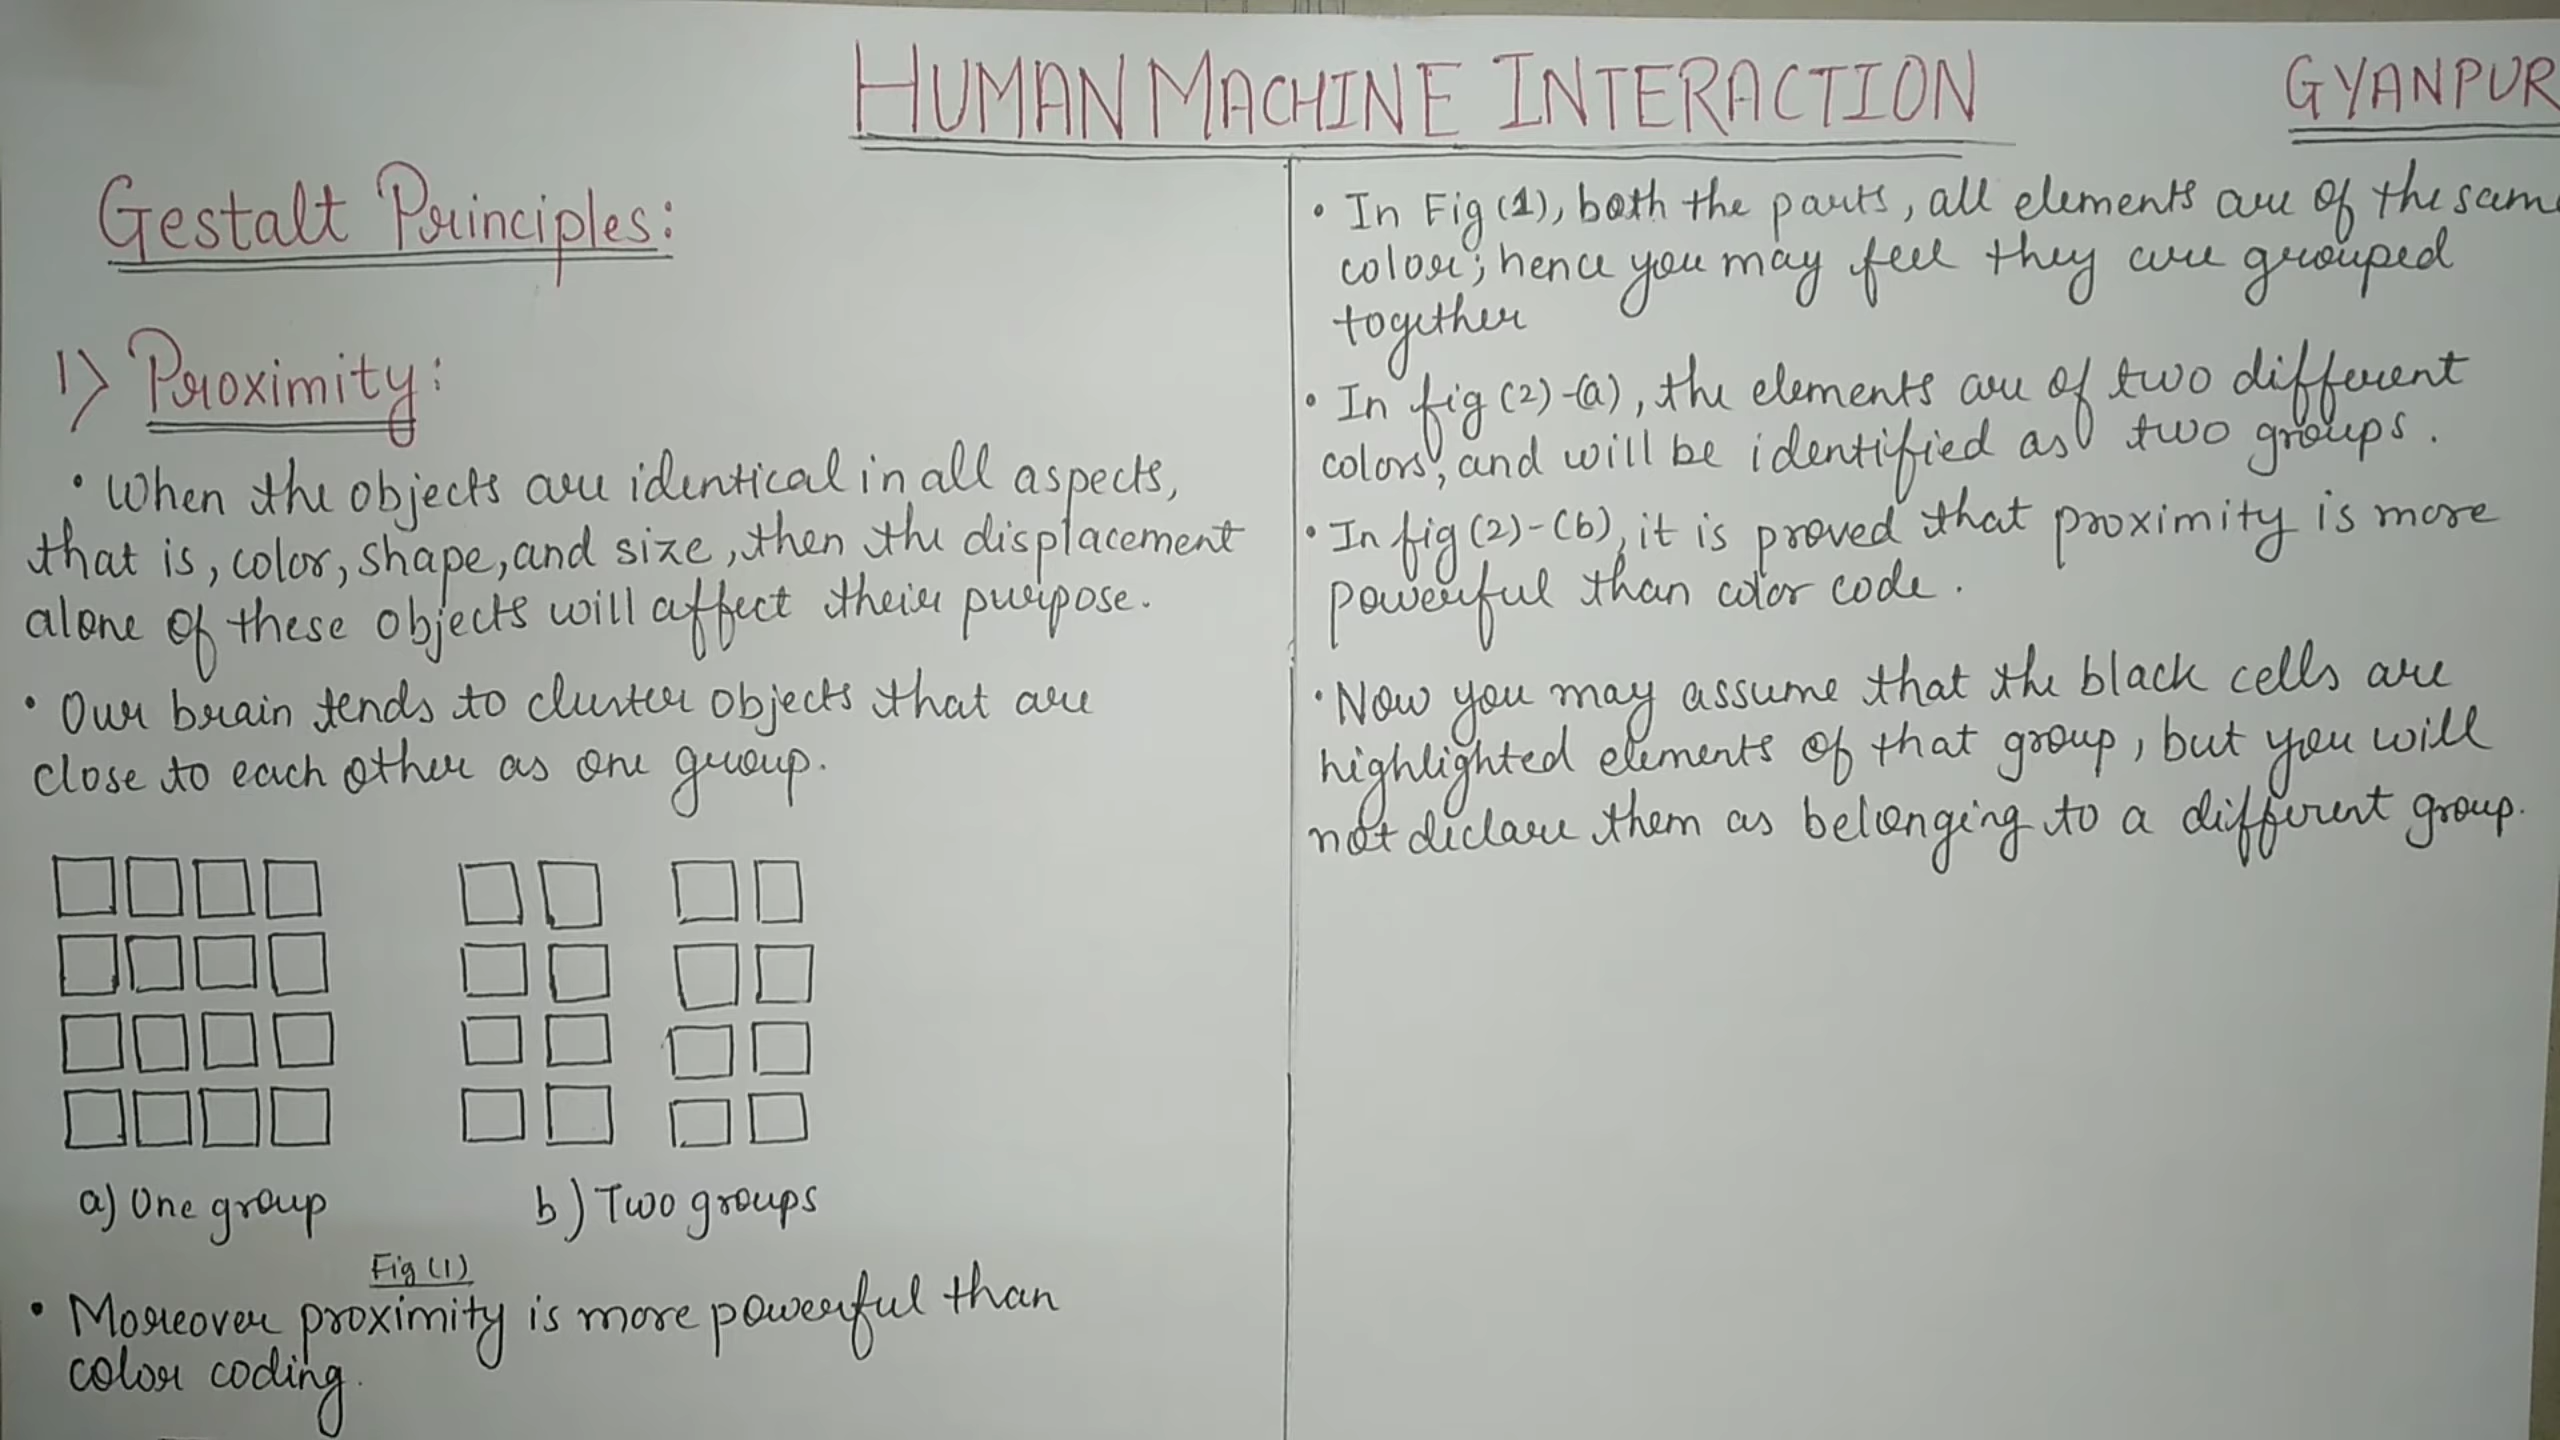 HUMAN MACHINE INTERACTION
GYANPUR
Gestalt Principles:
1) Proximity:
• When the objects are identical in all aspects,
that is, color, shape, and size, then the displacement
alone of these objects will affect their purpose.
• Our brain tends to cluster objects that are
close to each other as one group.
a) One group
b) Two groups
Fig (1)
• Moreover proximity is more powerful than
color coding.
• In Fig (1), both the parts, all elements are of the sam
color; hence you may feel they are grouped
together
• In fig (2)-(a), the elements are of two different
colors, and will be identified as two groups.
• In fig (2)-(b), it is proved that proximity is more
powerful than color code.
• Now you may assume that the black cells are
highlighted elements of that group, but you will
not declare them as belonging to a different group.